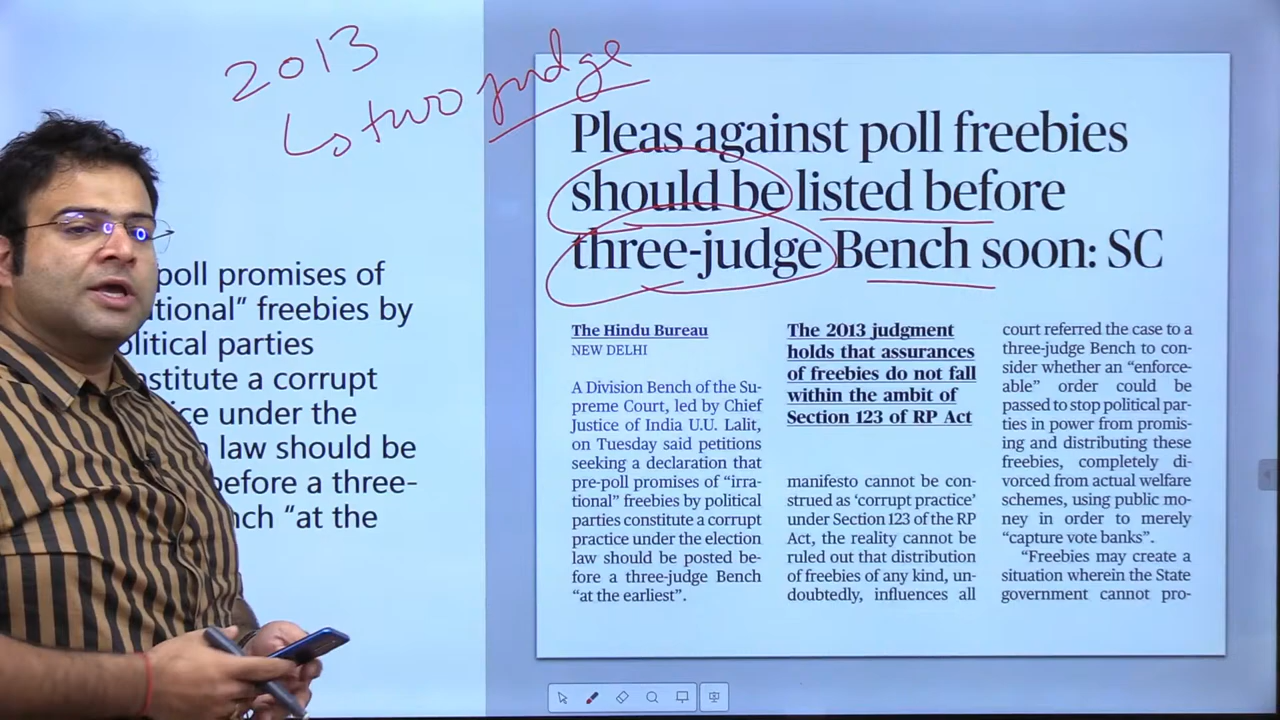 2013
↳ two judge
poll promises of
tional” freebies by
olitical parties
nstitute a corrupt
ce under the
law should be
before a three-
nch “at the
Pleas against poll freebies
should be listed before
three-judge Bench soon: SC
The Hindu Bureau
NEW DELHI
A Division Bench of the Su-
preme Court, led by Chief
Justice of India U.U. Lalit,
on Tuesday said petitions
seeking a declaration that
pre-poll promises of “irra-
tional” freebies by political
parties constitute a corrupt
practice under the election
law should be posted be-
fore a three-judge Bench
“at the earliest”.
The 2013 judgment
holds that assurances
of freebies do not fall
within the ambit of
Section 123 of RP Act
manifesto cannot be con-
strued as ‘corrupt practice’
under Section 123 of the RP
Act, the reality cannot be
ruled out that distribution
of freebies of any kind, un-
doubtedly, influences all
court referred the case to a
three-judge Bench to con-
sider whether an “enforce-
able” order could be
passed to stop political par-
ties in power from promis-
ing and distributing these
freebies, completely di-
vorced from actual welfare
schemes, using public mo-
ney in order to merely
“capture vote banks”.
“Freebies may create a
situation wherein the State
government cannot pro-